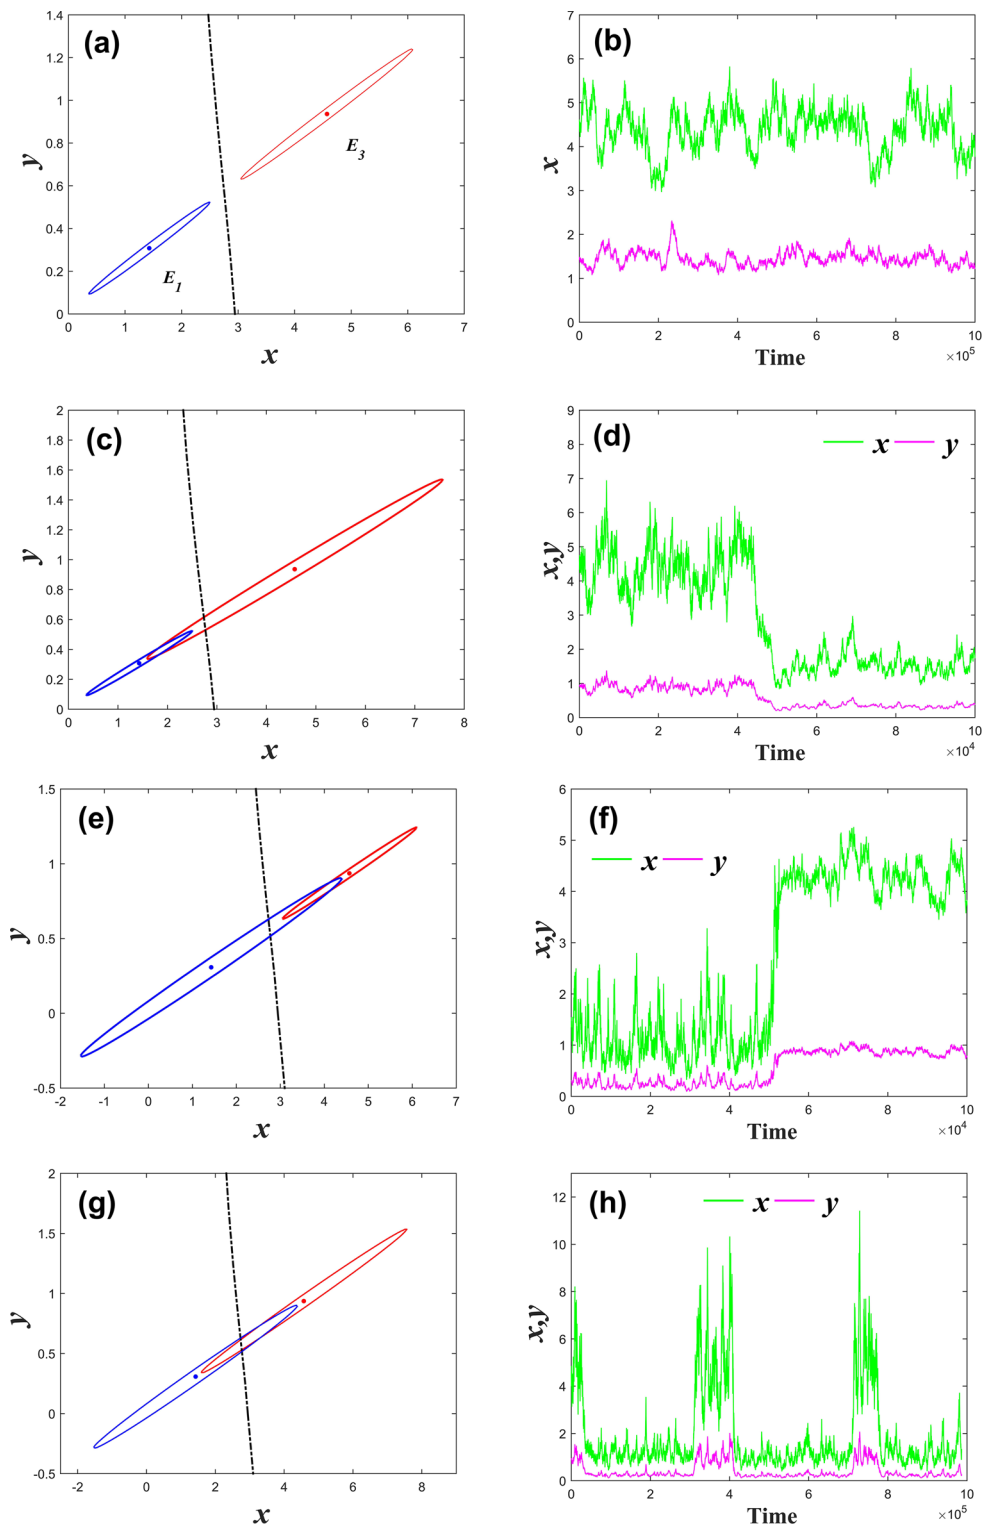 (a)
y
1.4
1.2
1
0.8
0.6
0.4
0.2
0
E3
E1
0 1 2 3 4 5 6 7
x
(b)
x
7
6
5
4
3
2
1
0
0 2 4 6 8 10
Time
×10^5
(c)
y
2
1.8
1.6
1.4
1.2
1
0.8
0.6
0.4
0.2
0
0 1 2 3 4 5 6 7 8
x
(d)
x y
x,y
9
8
7
6
5
4
3
2
1
0
0 2 4 6 8 10
Time
×10^4
(e)
y
1.5
1
0.5
0
-0.5
-2 -1 0 1 2 3 4 5 6 7
x
(f)
x y
x,y
6
5
4
3
2
1
0
0 2 4 6 8 10
Time
×10^4
(g)
y
2
1.5
1
0.5
0
-0.5
-2 0 2 4 6 8
x
(h)
x y
x,y
12
10
8
6
4
2
0
0 2 4 6 8 10
Time
×10^5